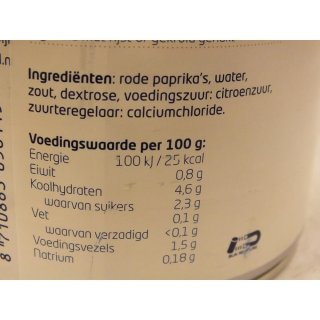 Ingrediënten: rode paprika's, water,
zout, dextrose, voedingszuur: citroenzuur,
zuurteregelaar: calciumchloride.
Voedingswaarde per 100 g:
Energie 100 kJ / 25 kcal
Eiwit 0,8 g
Koolhydraten 4,6 g
waarvan suikers 2,3 g
Vet 0,1 g
waarvan verzadigd <0,1 g
Voedingsvezels 1,5 g
Natrium 0,18 g